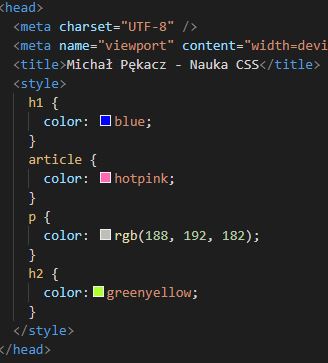 <head>
<meta charset="UTF-8" />
<meta name="viewport" content="width=devi
<title>Michał Pękacz - Nauka CSS</title>
<style>
h1 {
color: blue;
}
article {
color: hotpink;
}
p {
color: rgb(188, 192, 182);
}
h2 {
color: greenyellow;
}
</style>
</head>